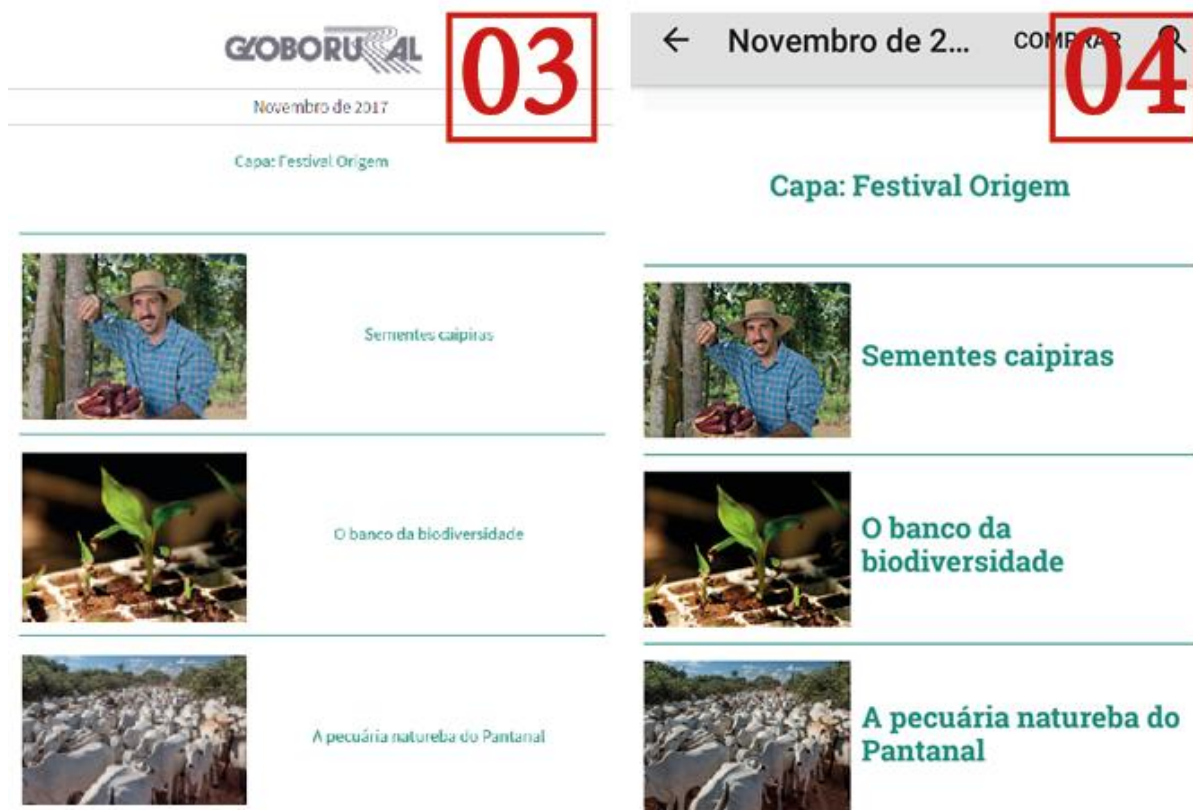 GLOBORURAL
03
Novembro de 2017
Capa: Festival Origem
Sementes caipiras
O banco da biodiversidade
A pecuária natureba do Pantanal
Novembro de 2... COMPRAR
04
Capa: Festival Origem
Sementes caipiras
O banco da
biodiversidade
A pecuária natureba do
Pantanal